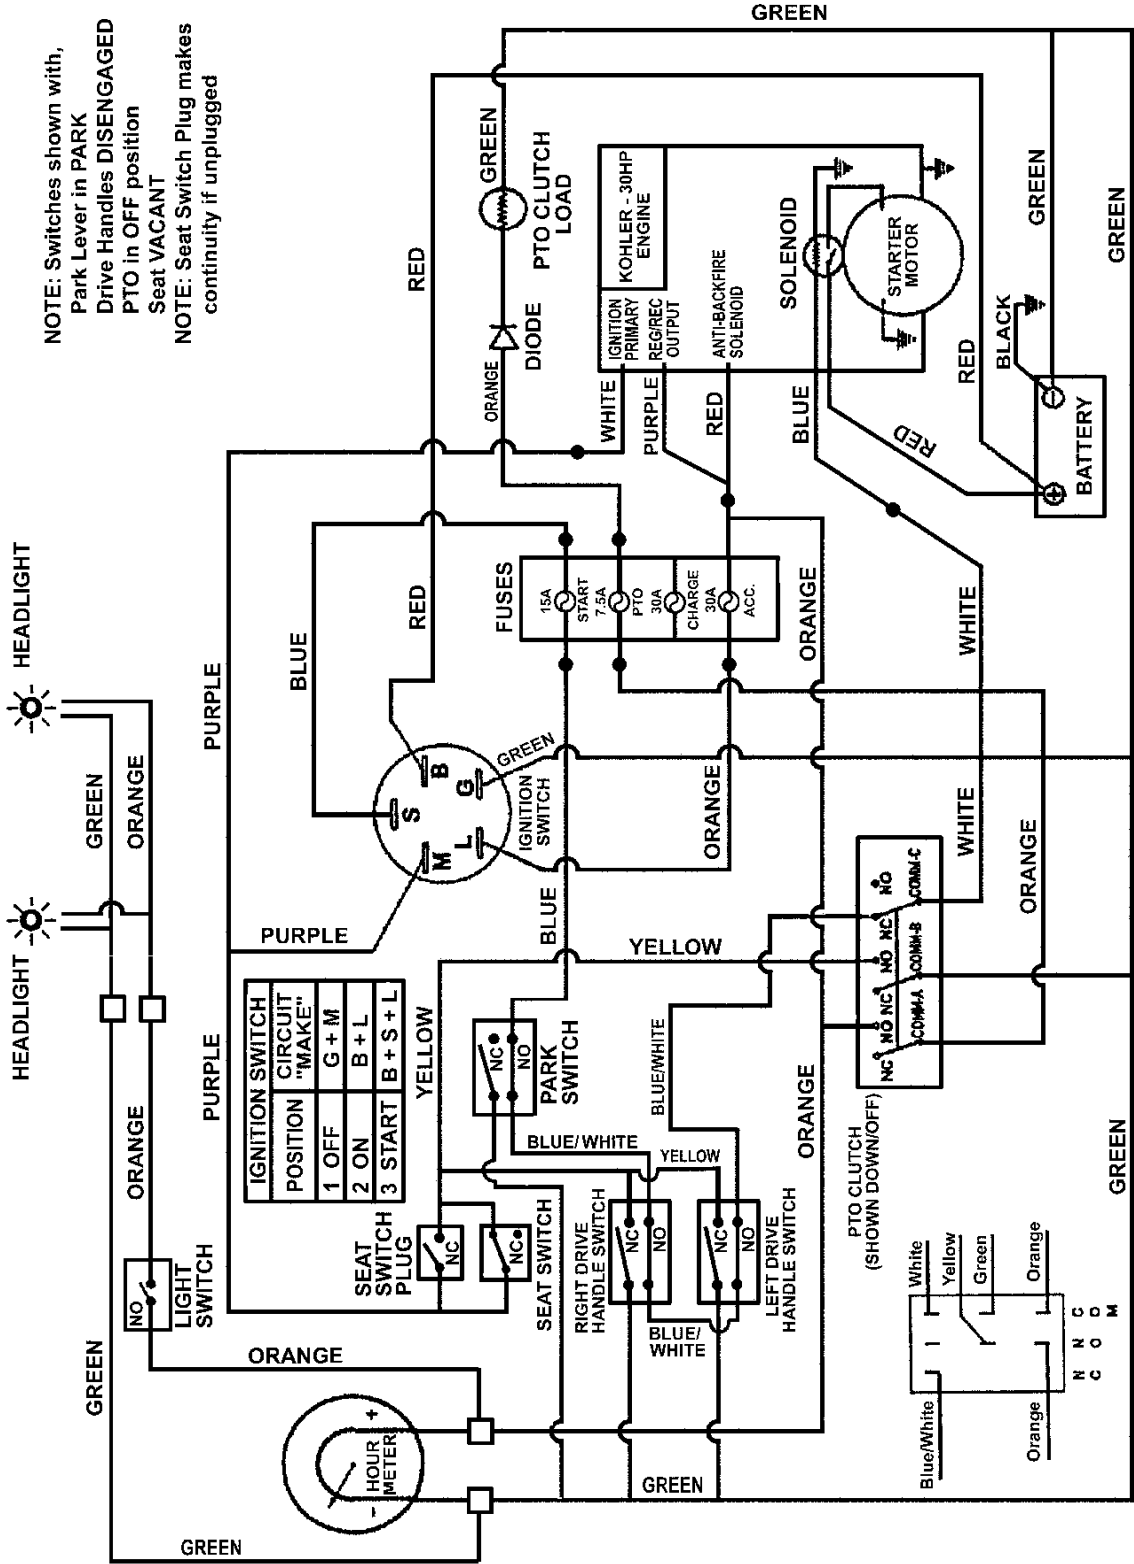 GREEN
NOTE: Switches shown with,
Park Lever in PARK
Drive Handles DISENGAGED
PTO in OFF position
Seat VACANT
NOTE: Seat Switch Plug makes
continuity if unplugged
GREEN
PTO CLUTCH
LOAD
DIODE
ORANGE
RED
KOHLER - 30HP
ENGINE
IGNITION
PRIMARY
REG/REC
OUTPUT
ANTI-BACKFIRE
SOLENOID
SOLENOID
STARTER
MOTOR
GREEN
GREEN
WHITE
PURPLE
RED
BLUE
RED
RED
BLACK
BATTERY
+
-
HEADLIGHT
BLUE
RED
FUSES
15A
START
7.5A
PTO
30A
CHARGE
30A
ACC.
ORANGE
WHITE
PURPLE
GREEN
ORANGE
S
B
M
G
L
IGNITION
SWITCH
GREEN
ORANGE
BLUE
HEADLIGHT
PURPLE
YELLOW
WHITE
ORANGE
NC
NO
NC
NO
NC
NO
COMM-A
COMM-B
COMM-C
IGNITION SWITCH
POSITION
CIRCUIT
"MAKE"
1 OFF
G + M
2 ON
B + L
3 START
B + S + L
YELLOW
NC
NO
PARK
SWITCH
BLUE/WHITE
ORANGE
PTO CLUTCH
(SHOWN DOWN/OFF)
GREEN
ORANGE
PURPLE
BLUE/WHITE
YELLOW
NO
LIGHT
SWITCH
SEAT
SWITCH
PLUG
NC
NC
SEAT SWITCH
RIGHT DRIVE
HANDLE SWITCH
NC
NO
NC
NO
LEFT DRIVE
HANDLE SWITCH
BLUE/
WHITE
GREEN
ORANGE
HOUR
METER
+
-
GREEN
GREEN
White
Yellow
Green
Orange
Blue/White
Orange
N C
N O
C O M